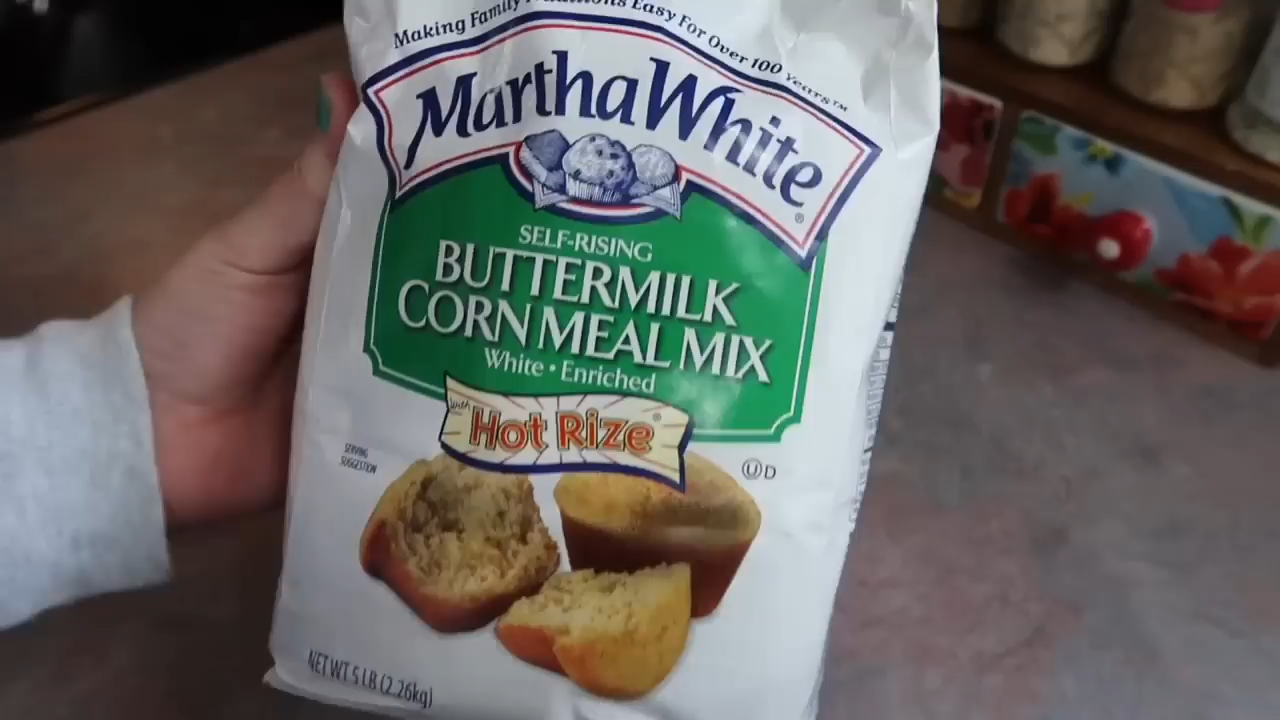 Making Family Traditions Easy For Over 100 Years™
Martha White®
SELF-RISING
BUTTERMILK
CORN MEAL MIX
White • Enriched
with
Hot Rize®
SERVING
SUGGESTION
Ⓤ D
NET WT 5 LB (2.26kg)